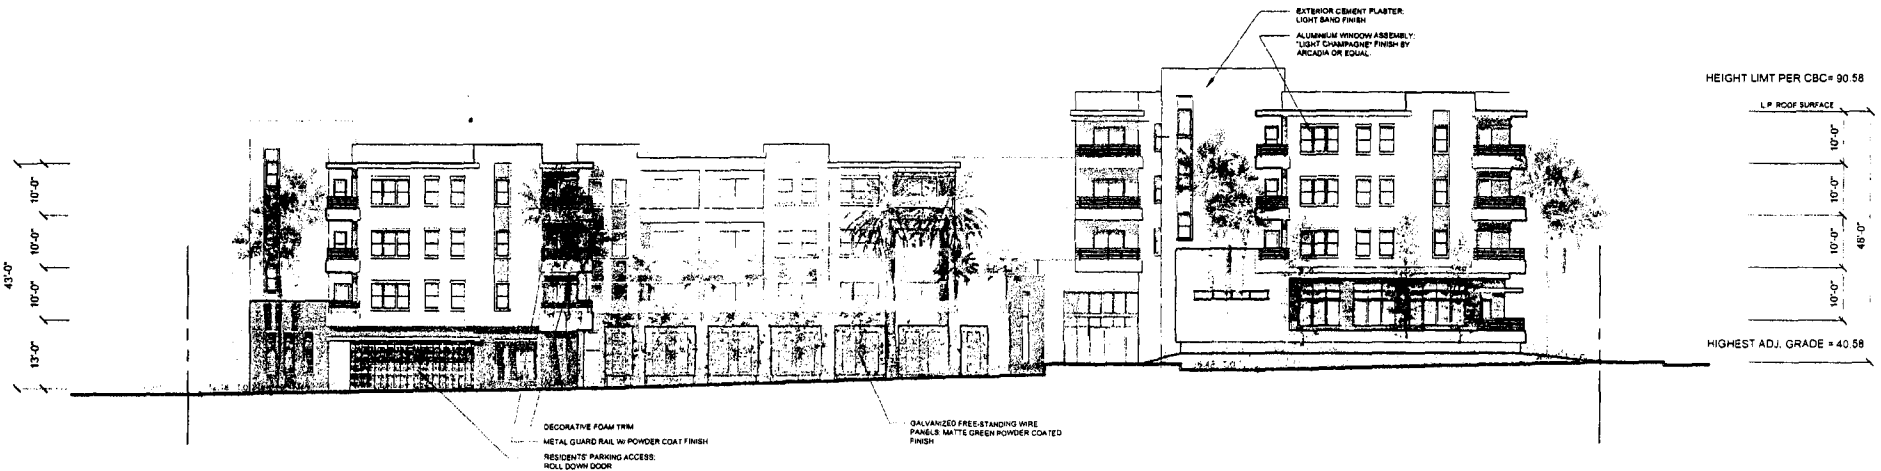 EXTERIOR CEMENT PLASTER:
LIGHT SAND FINISH
ALUMINIUM WINDOW ASSEMBLY:
"LIGHT CHAMPAGNE" FINISH BY
ARCADIA OR EQUAL
HEIGHT LIMT PER CBC= 90.58
L.P. ROOF SURFACE
10'-0"
10'-0"
10'-0"
10'-0"
48'-0"
HIGHEST ADJ. GRADE = 40.58
10'-0"
10'-0"
10'-0"
13'-0"
43'-0"
DECORATIVE FOAM TRIM
METAL GUARD RAIL W/ POWDER COAT FINISH
RESIDENTS' PARKING ACCESS:
ROLL DOWN DOOR
GALVANIZED FREE-STANDING WIRE
PANELS: MATTE GREEN POWDER COATED
FINISH